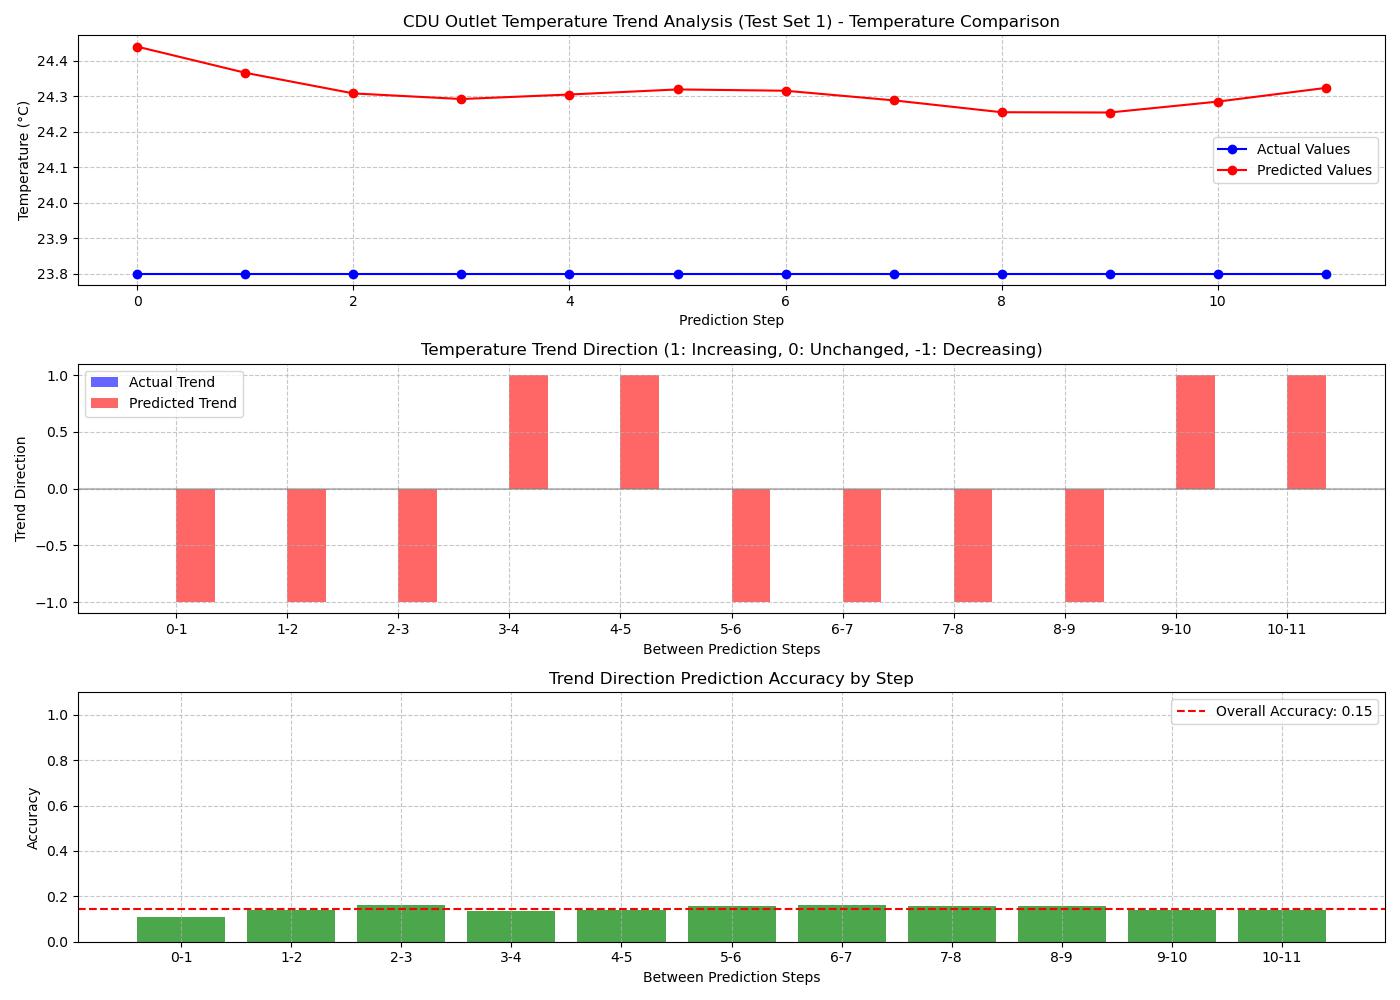 CDU Outlet Temperature Trend Analysis (Test Set 1) - Temperature Comparison
Temperature (°C)
24.4
24.3
24.2
24.1
24.0
23.9
23.8
Actual Values
Predicted Values
0 2 4 6 8 10
Prediction Step
Temperature Trend Direction (1: Increasing, 0: Unchanged, -1: Decreasing)
Trend Direction
1.0
0.5
0.0
−0.5
−1.0
Actual Trend
Predicted Trend
0-1 1-2 2-3 3-4 4-5 5-6 6-7 7-8 8-9 9-10 10-11
Between Prediction Steps
Trend Direction Prediction Accuracy by Step
Accuracy
1.0
0.8
0.6
0.4
0.2
0.0
Overall Accuracy: 0.15
0-1 1-2 2-3 3-4 4-5 5-6 6-7 7-8 8-9 9-10 10-11
Between Prediction Steps